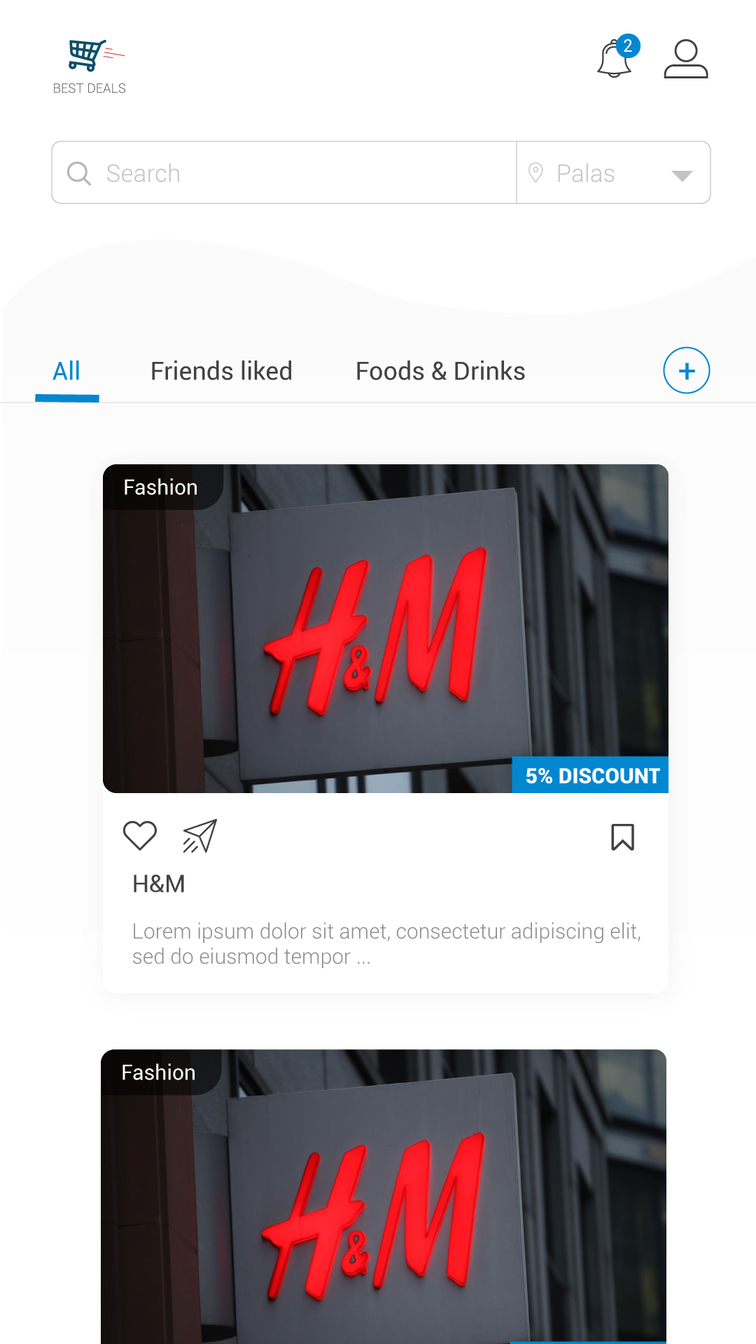 BEST DEALS
2
Search
Palas
All
Friends liked
Foods & Drinks
+
Fashion
H&M
5% DISCOUNT
H&M
Lorem ipsum dolor sit amet, consectetur adipiscing elit,
sed do eiusmod tempor ...
Fashion
H&M